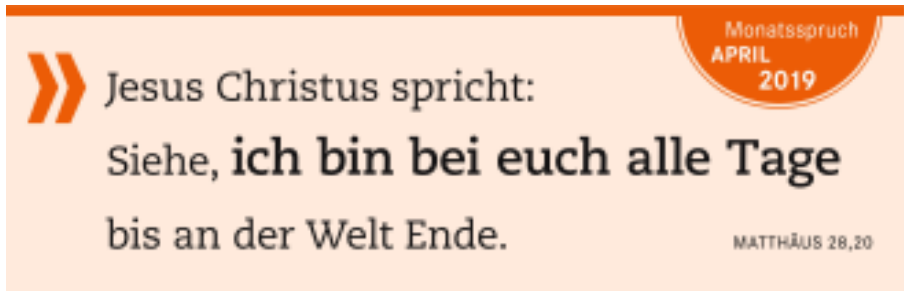 Monatsspruch
APRIL
2019
Jesus Christus spricht:
Siehe, ich bin bei euch alle Tage
bis an der Welt Ende.
MATTHÄUS 28,20